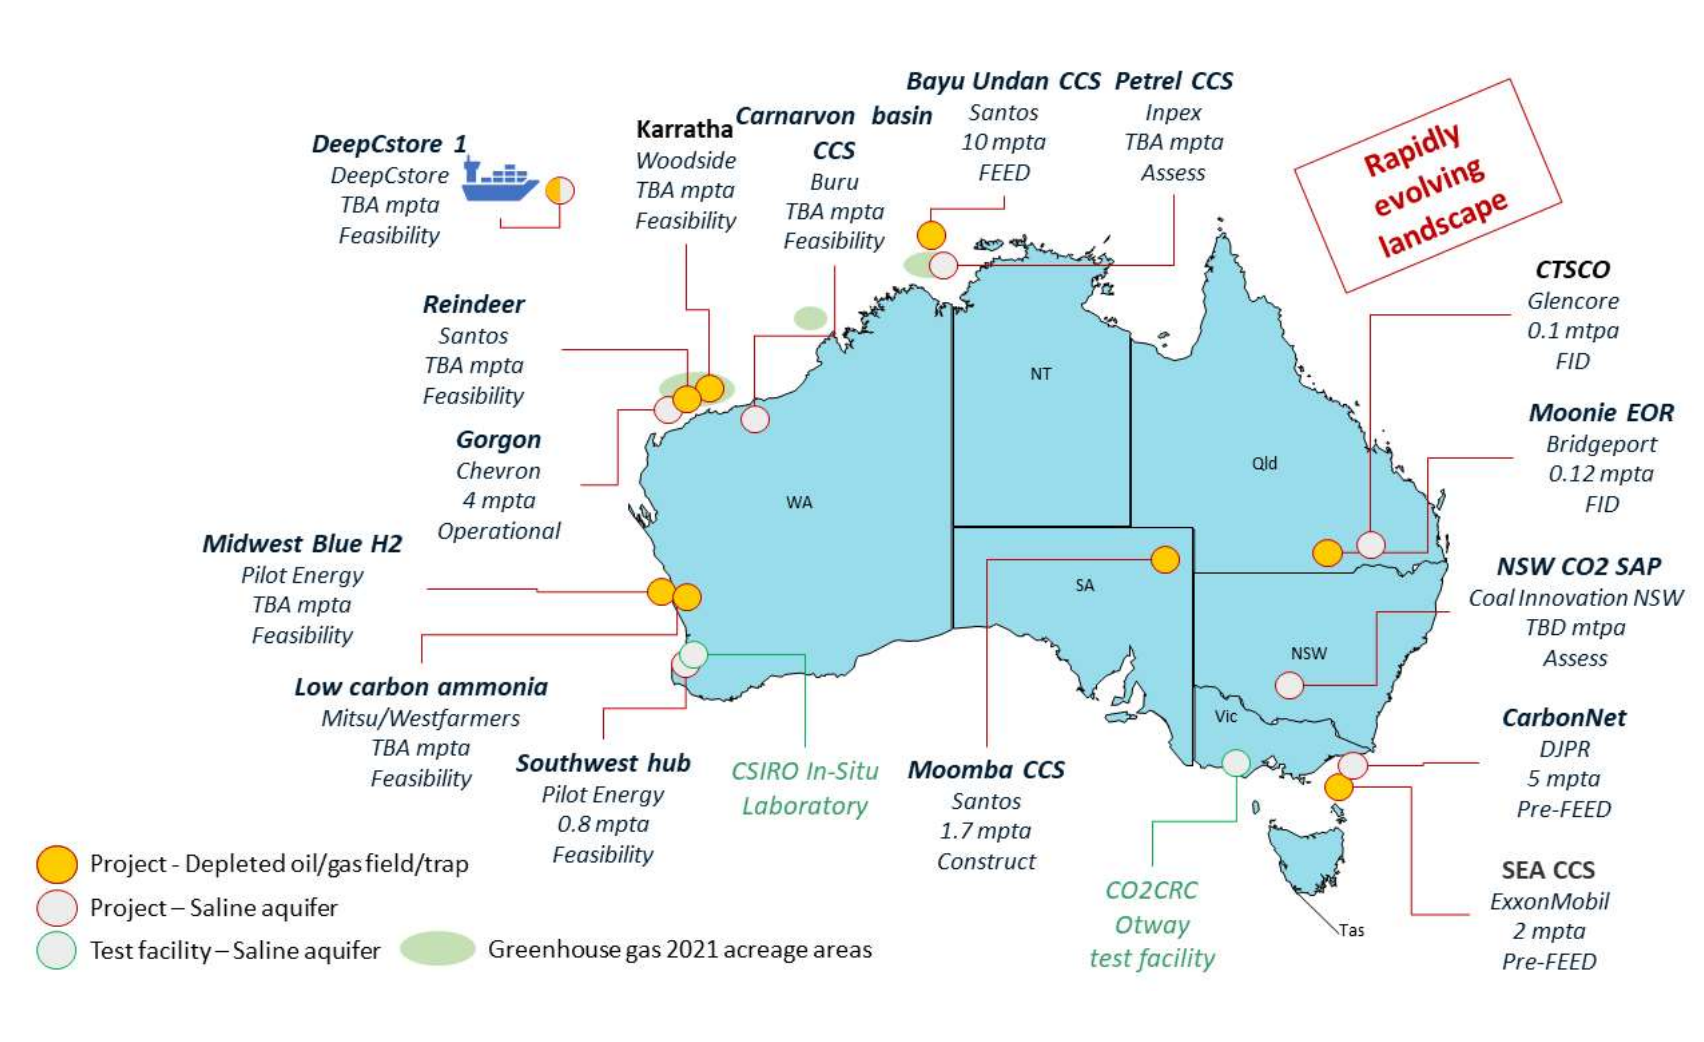 Bayu Undan CCS
Santos
10 mpta
FEED
Petrel CCS
Inpex
TBA mpta
Assess
Carnarvon basin
CCS
Buru
TBA mpta
Feasibility
Karratha
Woodside
TBA mpta
Feasibility
DeepCstore 1
DeepCstore
TBA mpta
Feasibility
Rapidly
evolving
landscape
Reindeer
Santos
TBA mpta
Feasibility
CTSCO
Glencore
0.1 mtpa
FID
Gorgon
Chevron
4 mpta
Operational
Moonie EOR
Bridgeport
0.12 mpta
FID
NT
Qld
WA
SA
NSW
Vic
Tas
Midwest Blue H2
Pilot Energy
TBA mpta
Feasibility
NSW CO2 SAP
Coal Innovation NSW
TBD mtpa
Assess
Low carbon ammonia
Mitsu/Westfarmers
TBA mpta
Feasibility
Southwest hub
Pilot Energy
0.8 mpta
Feasibility
CSIRO In-Situ
Laboratory
Moomba CCS
Santos
1.7 mpta
Construct
CarbonNet
DJPR
5 mpta
Pre-FEED
CO2CRC
Otway
test facility
SEA CCS
ExxonMobil
2 mpta
Pre-FEED
Project - Depleted oil/gas field/trap
Project – Saline aquifer
Test facility – Saline aquifer
Greenhouse gas 2021 acreage areas